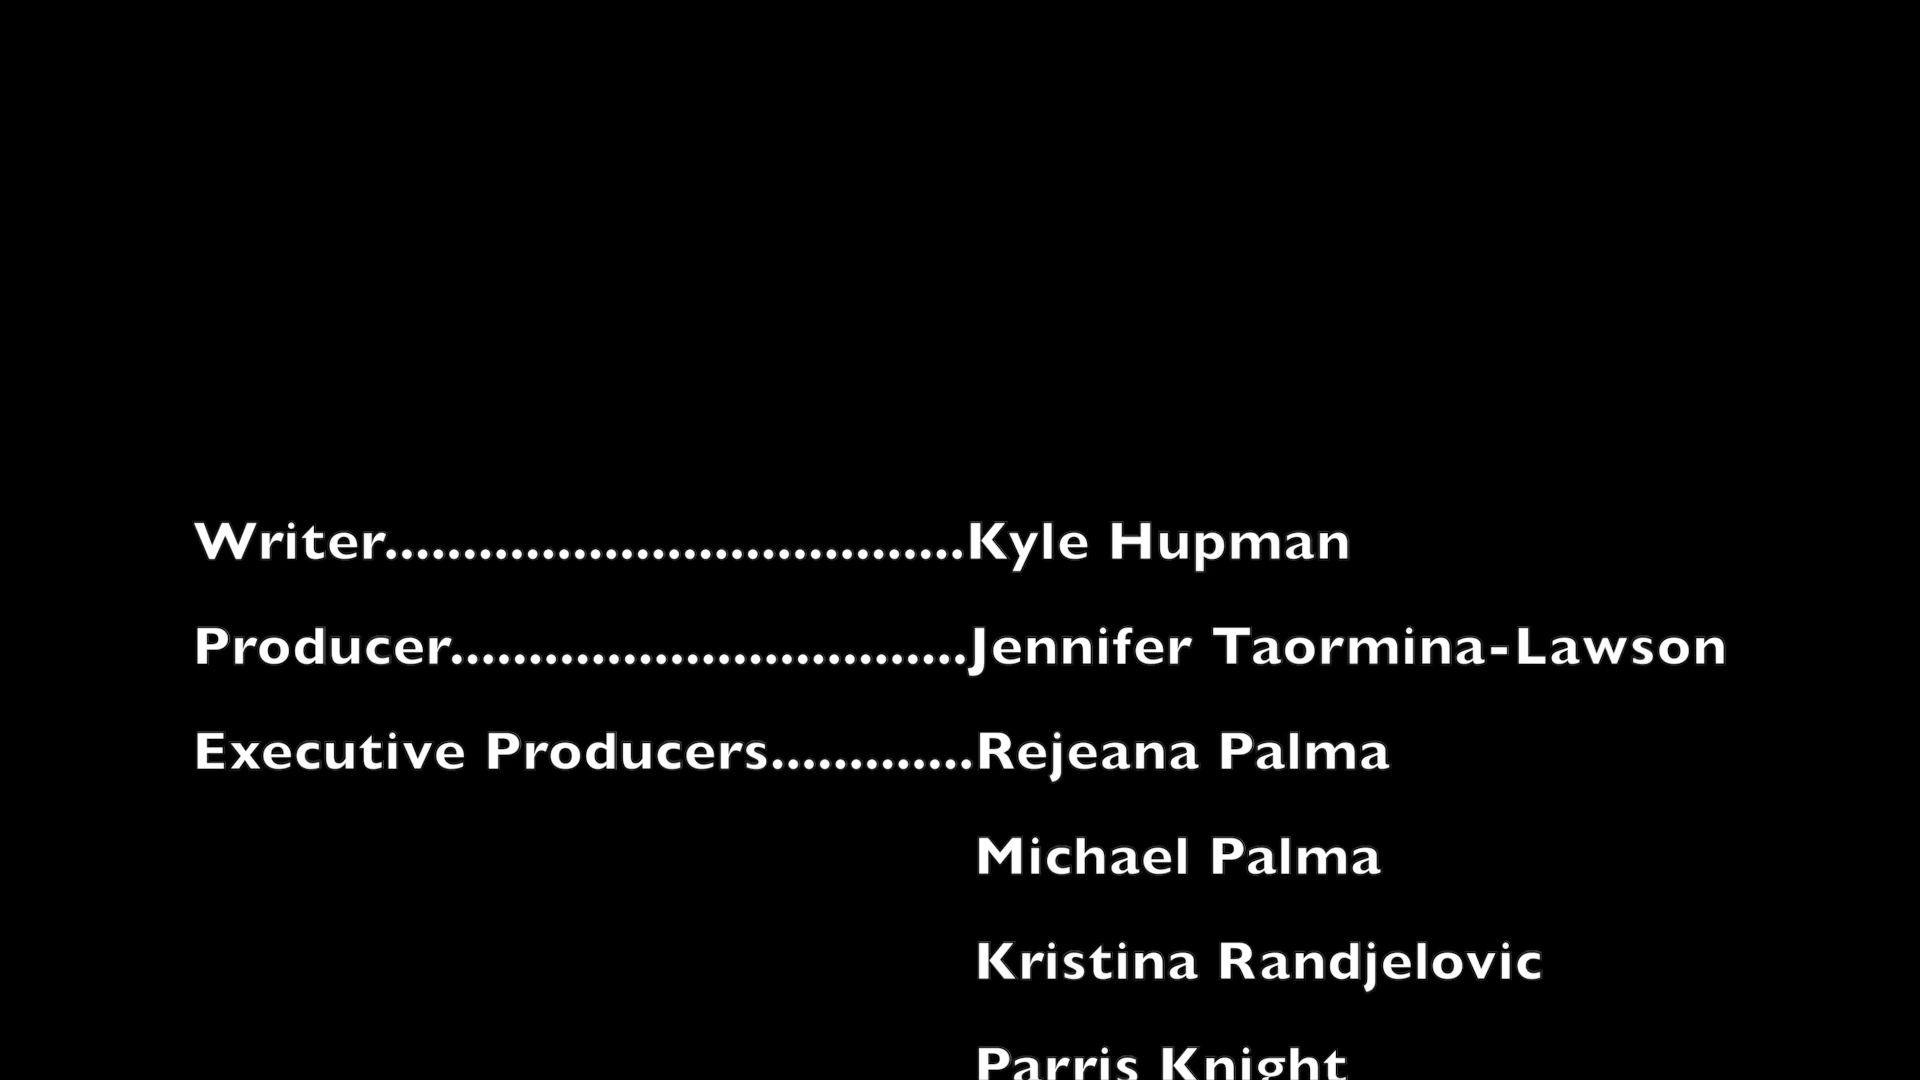 Writer.....................................Kyle Hupman
Producer.................................Jennifer Taormina-Lawson
Executive Producers.............Rejeana Palma
Michael Palma
Kristina Randjelovic
Parris Knight